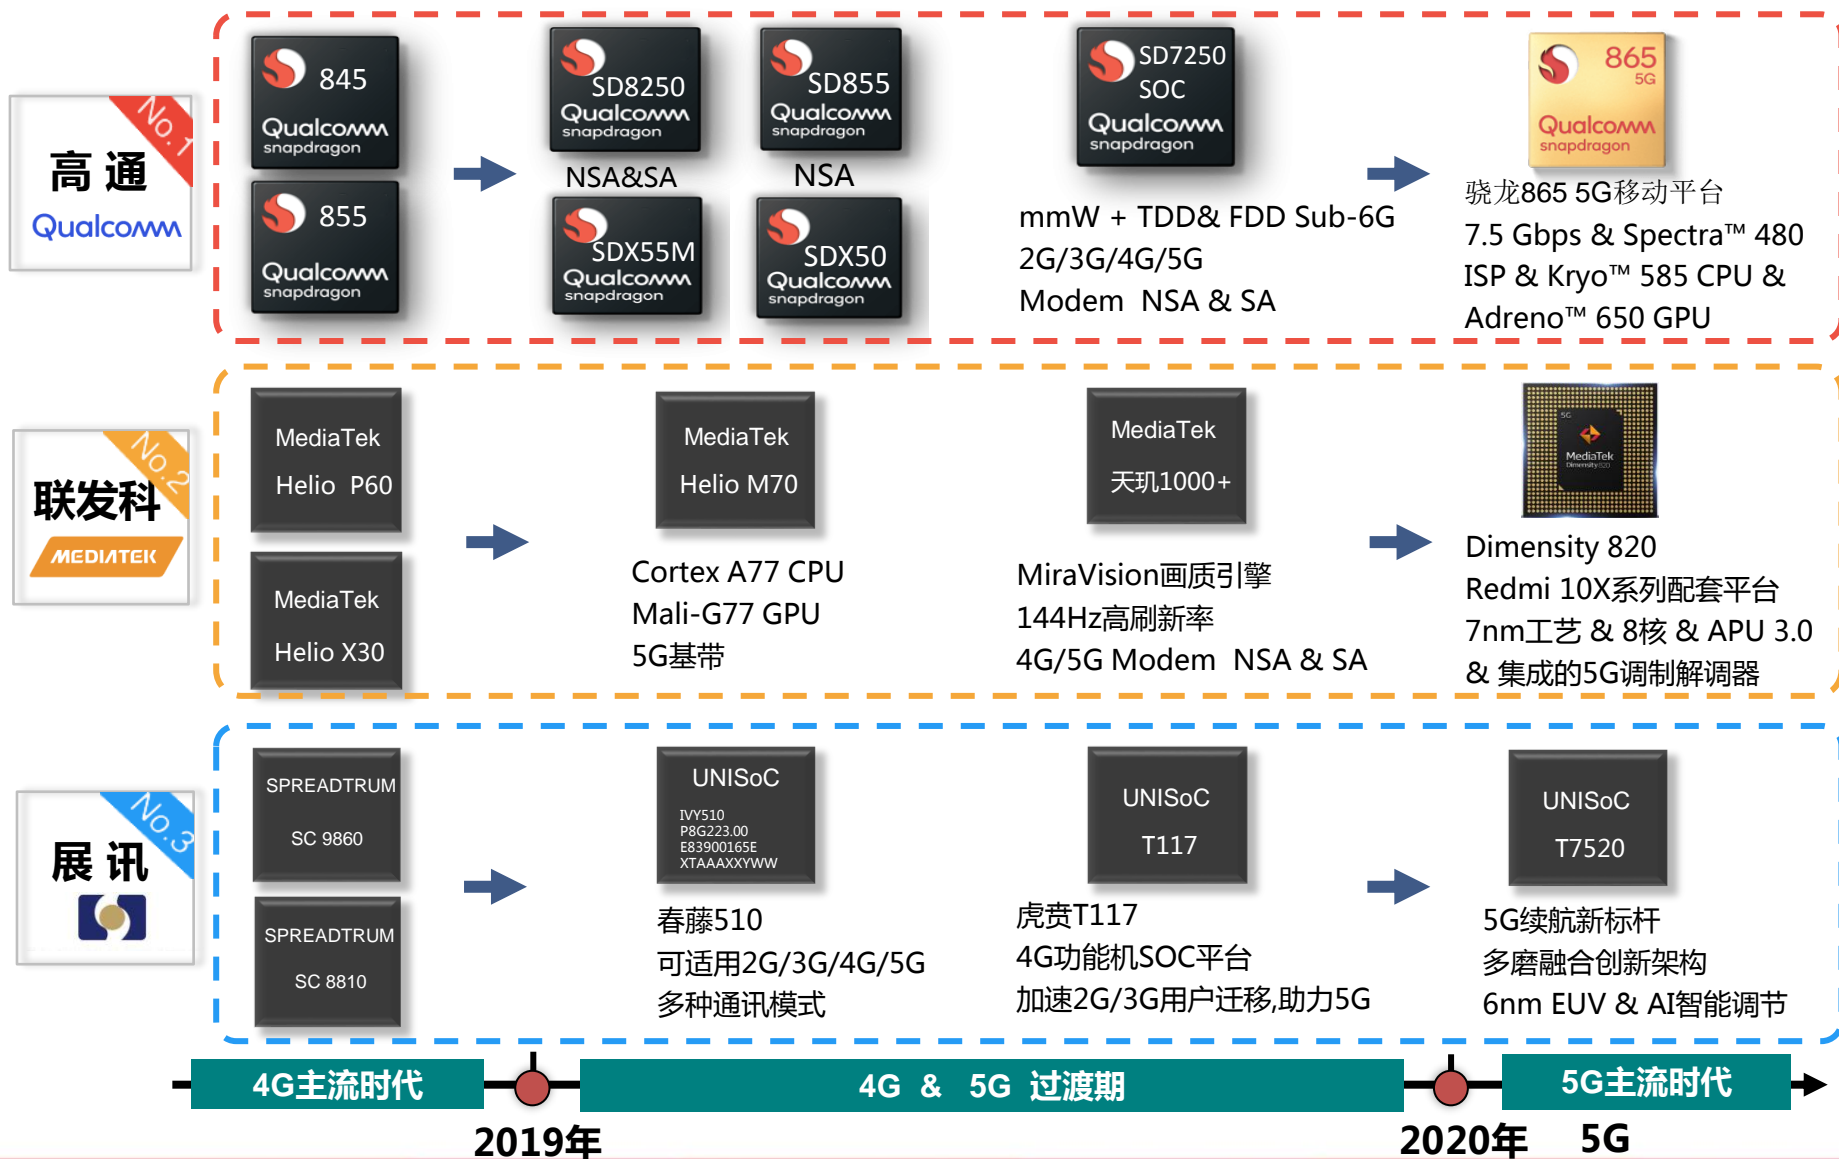 No.1
高通
Qualcomm
845
Qualcomm
snapdragon
855
Qualcomm
snapdragon
SD8250
Qualcomm
snapdragon
NSA&SA
SDX55M
Qualcomm
snapdragon
SD855
Qualcomm
snapdragon
NSA
SDX50
Qualcomm
snapdragon
SD7250
SOC
Qualcomm
snapdragon
mmW + TDD& FDD Sub-6G
2G/3G/4G/5G
Modem NSA & SA
865
5G
Qualcomm
snapdragon
骁龙865 5G移动平台
7.5 Gbps & Spectra™ 480
ISP & Kryo™ 585 CPU &
Adreno™ 650 GPU
No.2
联发科
MEDIATEK
MediaTek
Helio P60
MediaTek
Helio X30
MediaTek
Helio M70
Cortex A77 CPU
Mali-G77 GPU
5G基带
MediaTek
天玑1000+
MiraVision画质引擎
144Hz高刷新率
4G/5G Modem NSA & SA
5G
MediaTek
Dimensity 820
Dimensity 820
Redmi 10X系列配套平台
7nm工艺 & 8核 & APU 3.0
& 集成的5G调制解调器
No.3
展讯
SPREADTRUM
SC 9860
SPREADTRUM
SC 8810
UNISoC
IVY510
P8G223.00
E83900165E
XTAAAXXYWW
春藤510
可适用2G/3G/4G/5G
多种通讯模式
UNISoC
T117
虎贲T117
4G功能机SOC平台
加速2G/3G用户迁移,助力5G
UNISoC
T7520
5G续航新标杆
多磨融合创新架构
6nm EUV & AI智能调节
4G主流时代
4G & 5G 过渡期
5G主流时代
2019年
2020年
5G